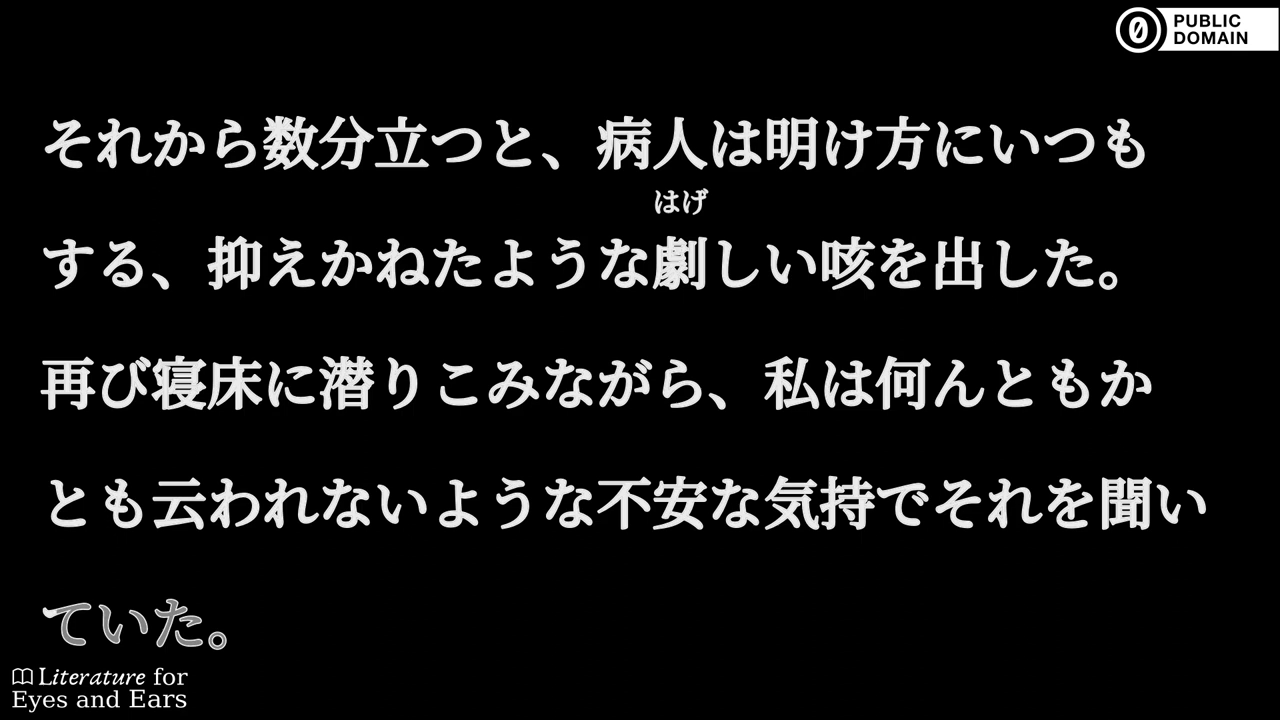 PUBLIC
DOMAIN
それから数分立つと、病人は明け方にいつも
はげ
する、抑えかねたような劇しい咳を出した。
再び寝床に潜りこみながら、私は何んともか
とも云われないような不安な気持でそれを聞い
ていた。
Literature for
Eyes and Ears